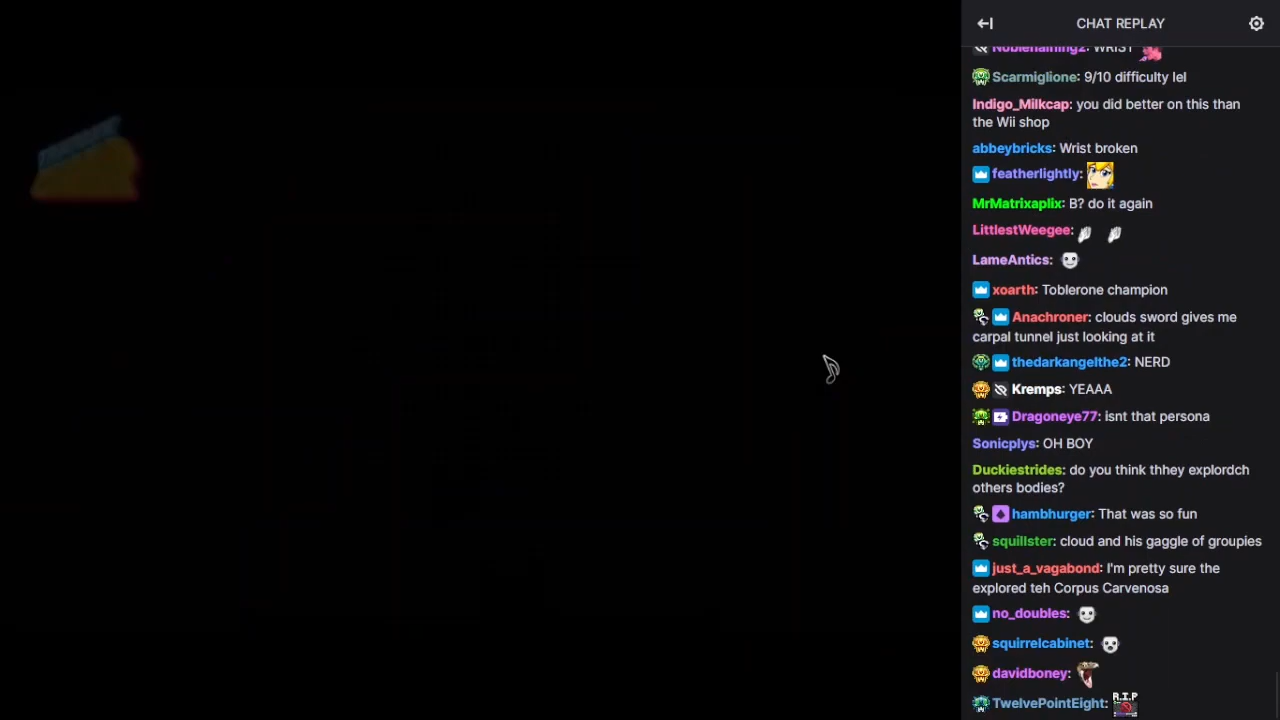 CHAT REPLAY
Noblehalfling2: WRIST
Scarmiglione: 9/10 difficulty lel
Indigo_Milkcap: you did better on this than
the Wii shop
abbeybricks: Wrist broken
featherlightly:
MrMatrixaplix: B? do it again
LittlestWeegee:
LameAntics:
xoarth: Toblerone champion
Anachroner: clouds sword gives me
carpal tunnel just looking at it
thedarkangelthe2: NERD
Kremps: YEAAA
Dragoneye77: isnt that persona
Sonicplys: OH BOY
Duckiestrides: do you think thhey explordch
others bodies?
hambhurger: That was so fun
squillster: cloud and his gaggle of groupies
just_a_vagabond: I'm pretty sure the
explored teh Corpus Carvenosa
no_doubles:
squirrelcabinet:
davidboney:
TwelvePointEight: R.I.P